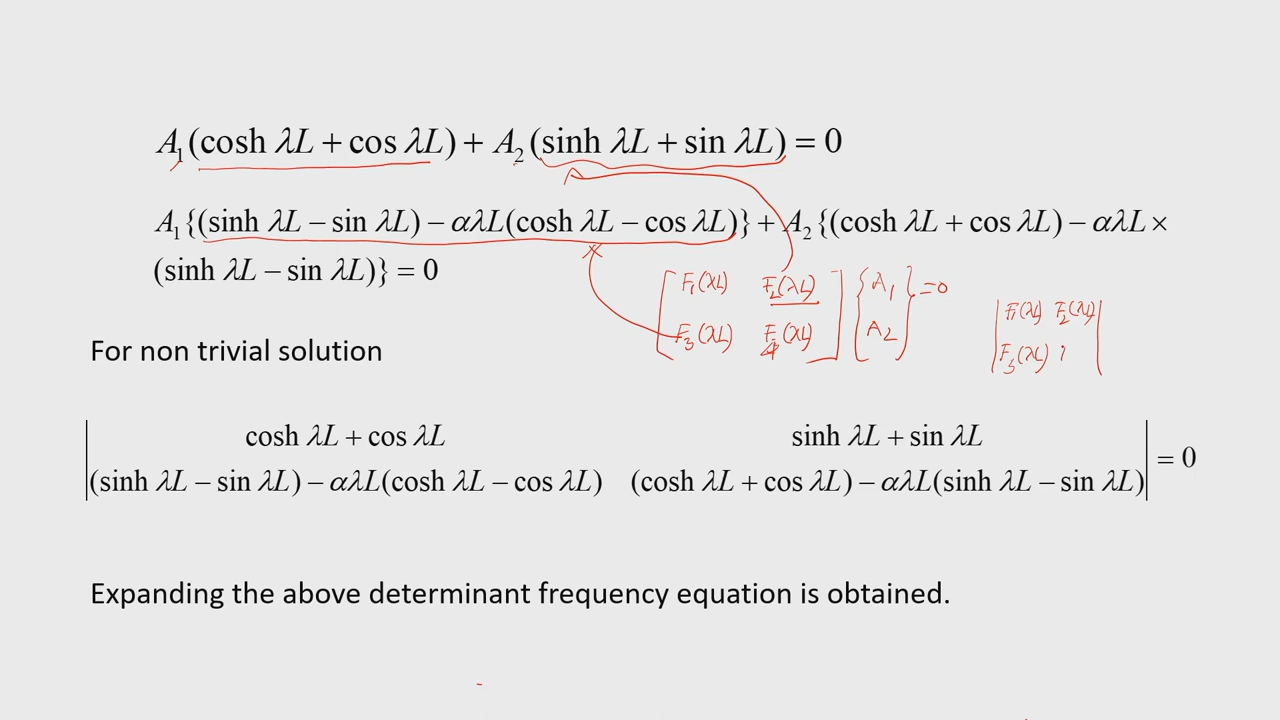 A₁(cosh λL + cos λL) + A₂(sinh λL + sin λL) = 0
A₁{(sinh λL − sin λL) − αλL(cosh λL − cos λL)} + A₂{(cosh λL + cos λL) − αλL ×
(sinh λL − sin λL)} = 0
[F₁(λL) F₂(λL)] {A₁} = 0
[F₃(λL) F₄(λL)] {A₂}
|F₁(λL) F₂(λL)|
|F₃(λL) |
For non trivial solution
|cosh λL + cos λL sinh λL + sin λL|
|(sinh λL − sin λL) − αλL(cosh λL − cos λL) (cosh λL + cos λL) − αλL(sinh λL − sin λL)| = 0
Expanding the above determinant frequency equation is obtained.